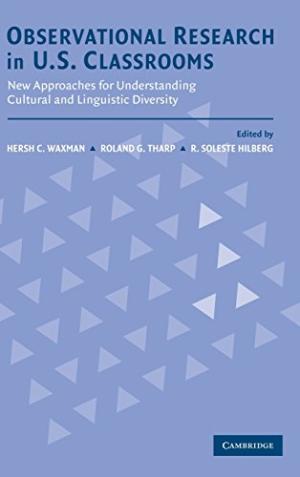 OBSERVATIONAL RESEARCH
IN U.S. CLASSROOMS
New Approaches for Understanding
Cultural and Linguistic Diversity
Edited by
HERSH C. WAXMAN ▲ ROLAND G. THARP ▲ R. SOLESTE HILBERG
CAMBRIDGE